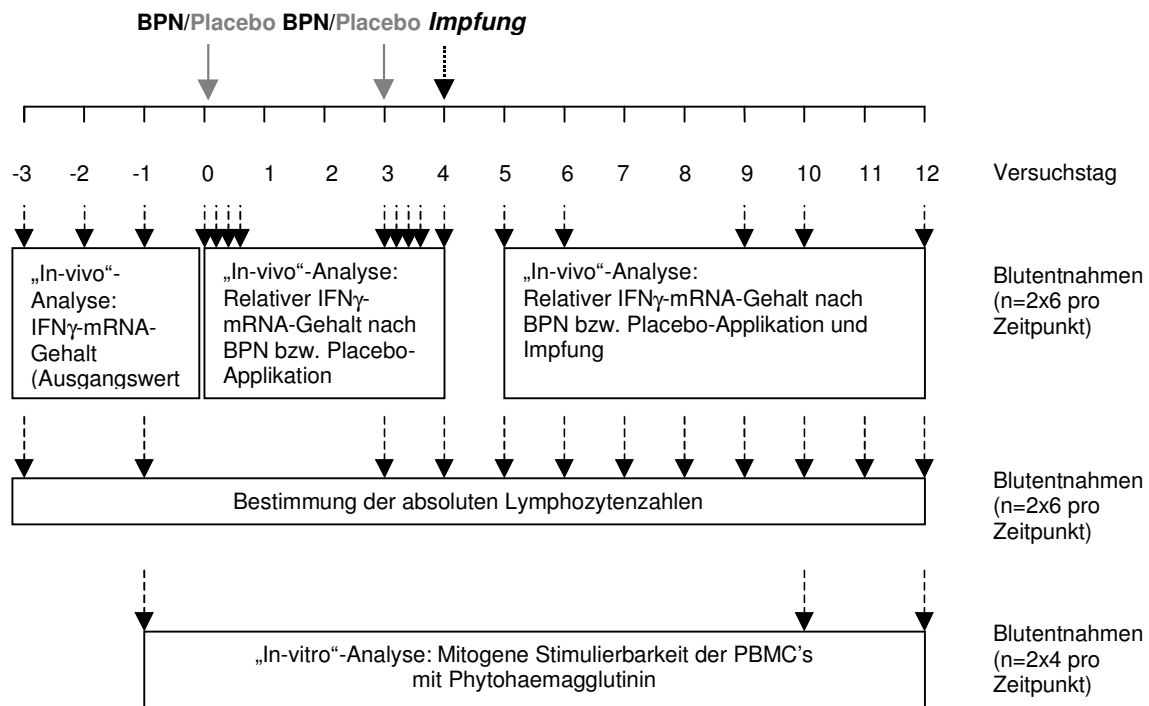 BPN/Placebo BPN/Placebo Impfung
-3 -2 -1 0 1 2 3 4 5 6 7 8 9 10 11 12 Versuchstag
„In-vivo“-
Analyse:
IFNγ-mRNA-
Gehalt
(Ausgangswert
„In-vivo“-Analyse:
Relativer IFNγ-
mRNA-Gehalt nach
BPN bzw. Placebo-
Applikation
„In-vivo“-Analyse:
Relativer IFNγ-mRNA-Gehalt nach
BPN bzw. Placebo-Applikation und
Impfung
Blutentnahmen
(n=2x6 pro
Zeitpunkt)
Bestimmung der absoluten Lymphozytenzahlen
Blutentnahmen
(n=2x6 pro
Zeitpunkt)
„In-vitro“-Analyse: Mitogene Stimulierbarkeit der PBMC's
mit Phytohaemagglutinin
Blutentnahmen
(n=2x4 pro
Zeitpunkt)